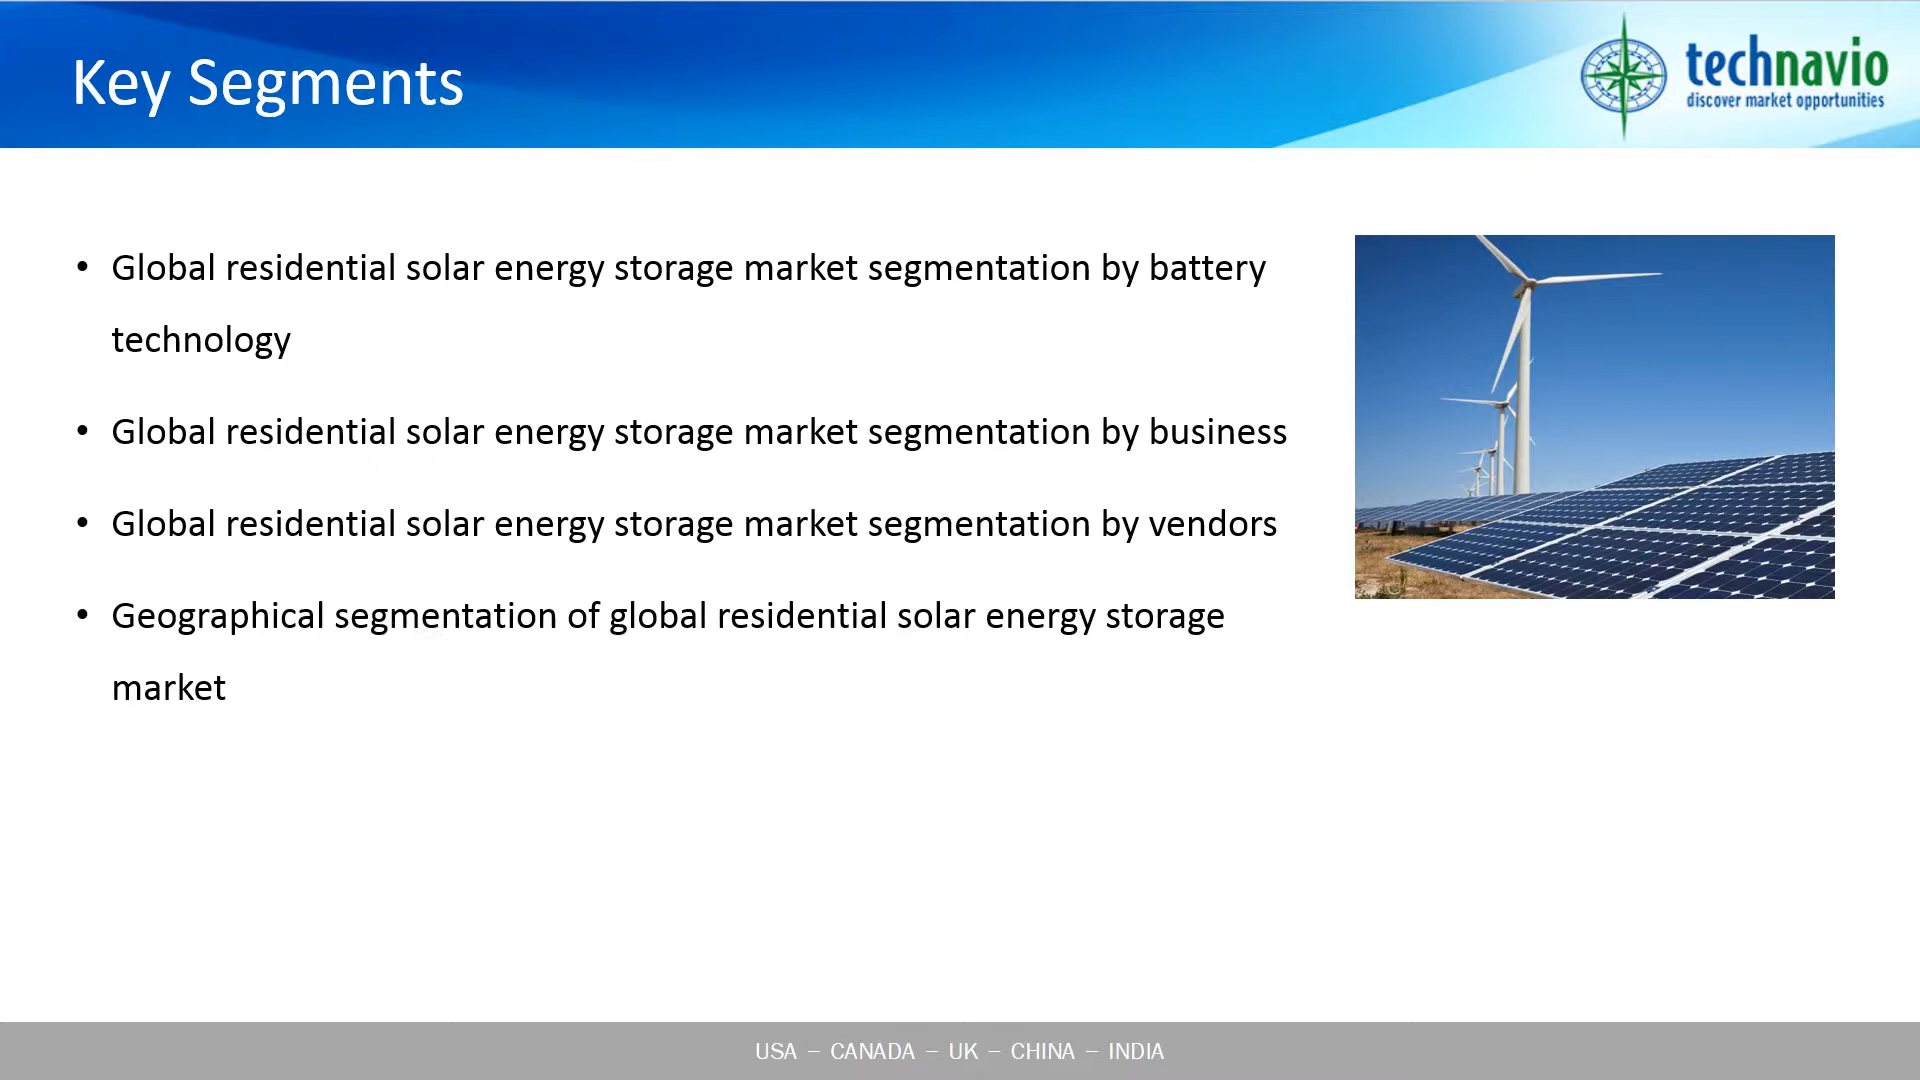 Key Segments
technavio
discover market opportunities
• Global residential solar energy storage market segmentation by battery
technology
• Global residential solar energy storage market segmentation by business
• Global residential solar energy storage market segmentation by vendors
• Geographical segmentation of global residential solar energy storage
market
USA – CANADA – UK – CHINA – INDIA